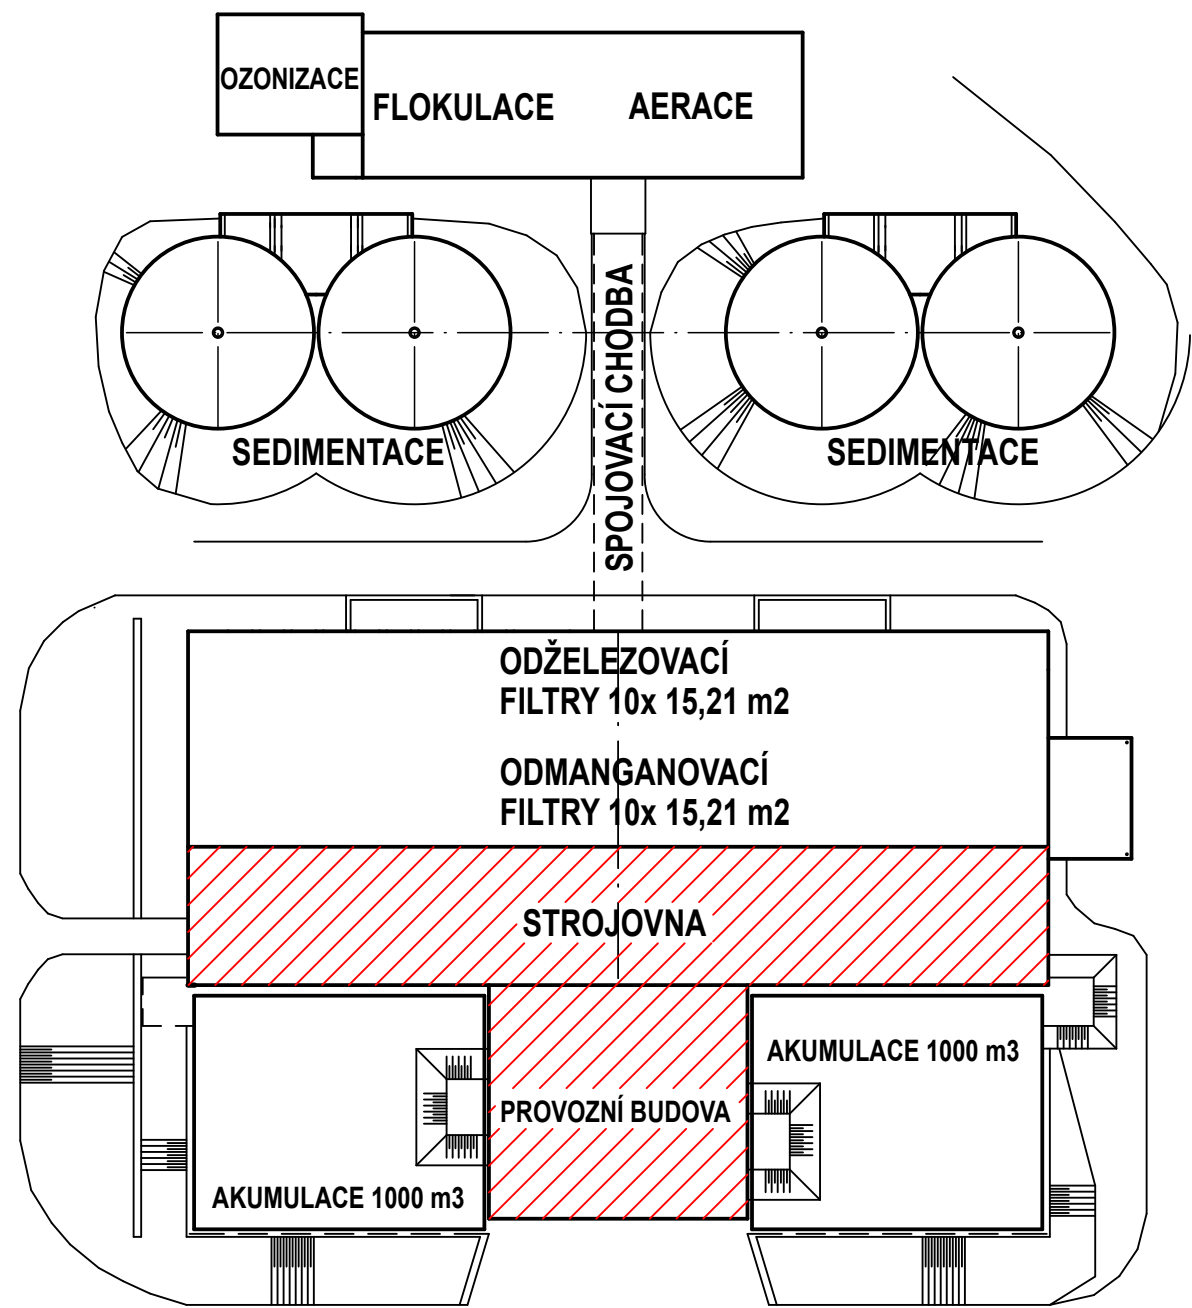 OZONIZACE
FLOKULACE
AERACE
SPOJOVACÍ CHODBA
SEDIMENTACE
SEDIMENTACE
ODŽELEZOVACÍ
FILTRY 10x 15,21 m2
ODMANGANOVACÍ
FILTRY 10x 15,21 m2
STROJOVNA
AKUMULACE 1000 m3
PROVOZNÍ BUDOVA
AKUMULACE 1000 m3